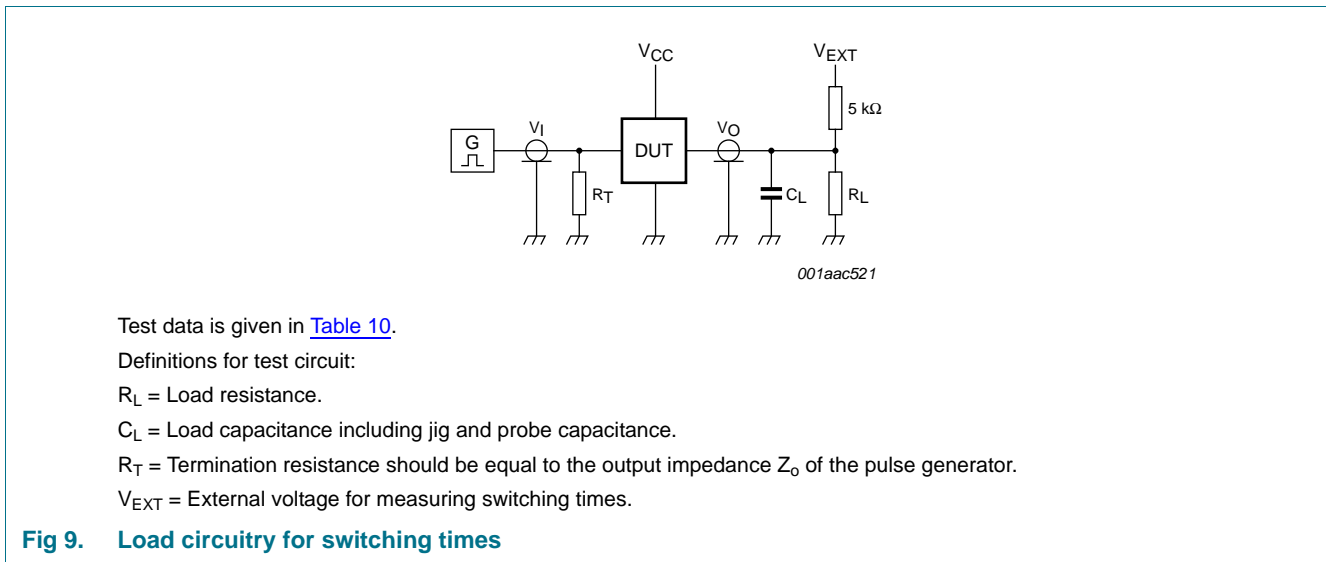 VCC
VEXT
5 kΩ
G
VI
DUT
VO
RT
CL
RL
001aac521
Test data is given in Table 10.
Definitions for test circuit:
RL = Load resistance.
CL = Load capacitance including jig and probe capacitance.
RT = Termination resistance should be equal to the output impedance Zo of the pulse generator.
VEXT = External voltage for measuring switching times.
Fig 9. Load circuitry for switching times